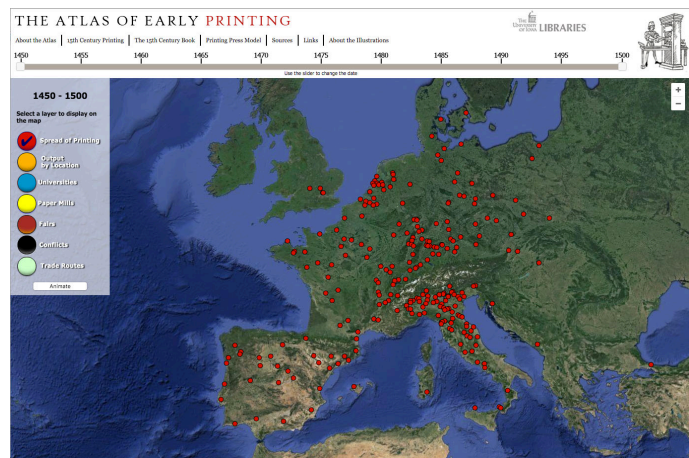 THE ATLAS OF EARLY PRINTING
The
University
of Iowa LIBRARIES
About the Atlas | 15th Century Printing | The 15th Century Book | Printing Press Model | Sources | Links | About the Illustrations
1450 1455 1460 1465 1470 1475 1480 1485 1490 1495 1500
Use the slider to change the date
1450 - 1500
Select a layer to display on
the map
Spread of Printing
Output
by Location
Universities
Paper Mills
Fairs
Conflicts
Trade Routes
Animate
+
−